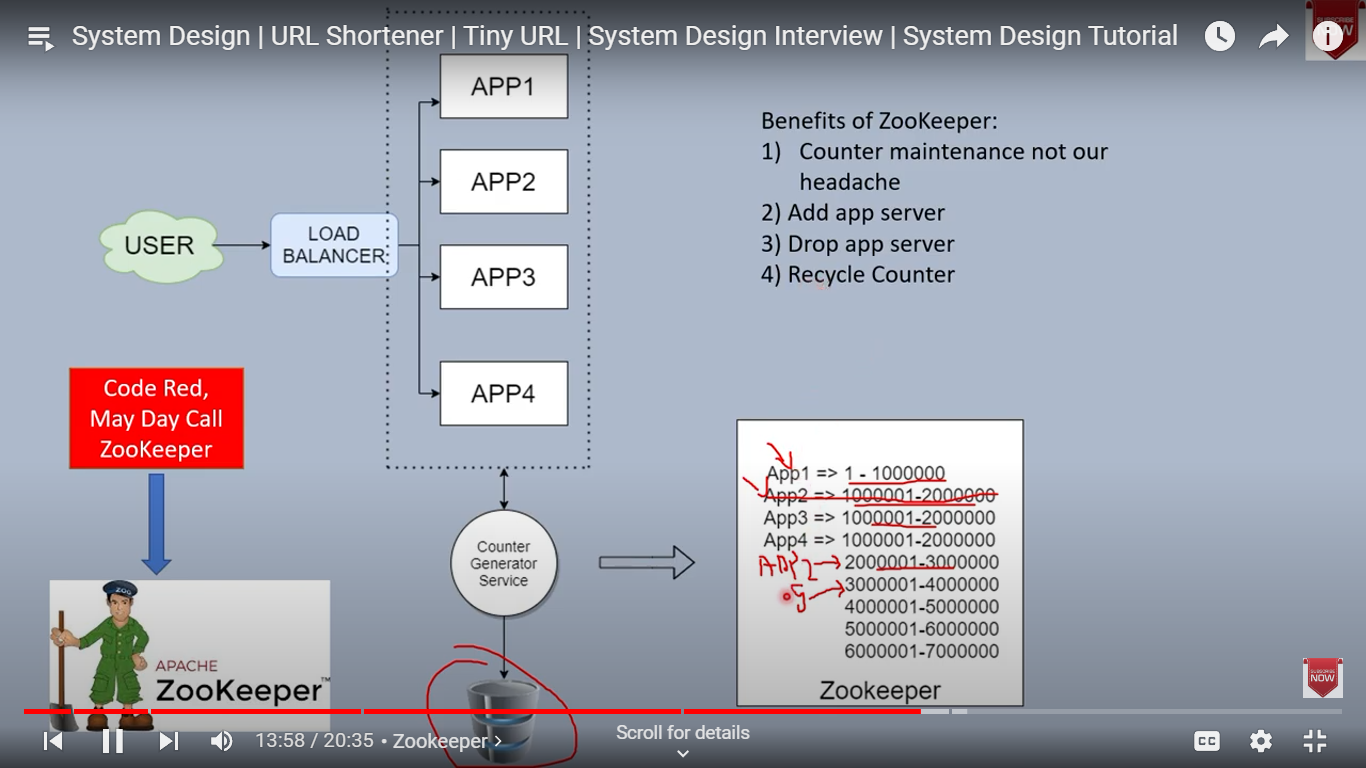 System Design | URL Shortener | Tiny URL | System Design Interview | System Design Tutorial
SUBSCRIBE
NOW
APP1
APP2
APP3
APP4
USER
LOAD
BALANCER
Benefits of ZooKeeper:
1) Counter maintenance not our
headache
2) Add app server
3) Drop app server
4) Recycle Counter
Code Red,
May Day Call
ZooKeeper
Counter
Generator
Service
App1 => 1 - 1000000
App2 => 1000001-2000000
App3 => 1000001-2000000
App4 => 1000001-2000000
APP2 2000001-3000000
5 3000001-4000000
4000001-5000000
5000001-6000000
6000001-7000000
Zookeeper
ZOO
APACHE
ZooKeeper™
SUBSCRIBE
NOW
13:58 / 20:35 • Zookeeper
Scroll for details
CC